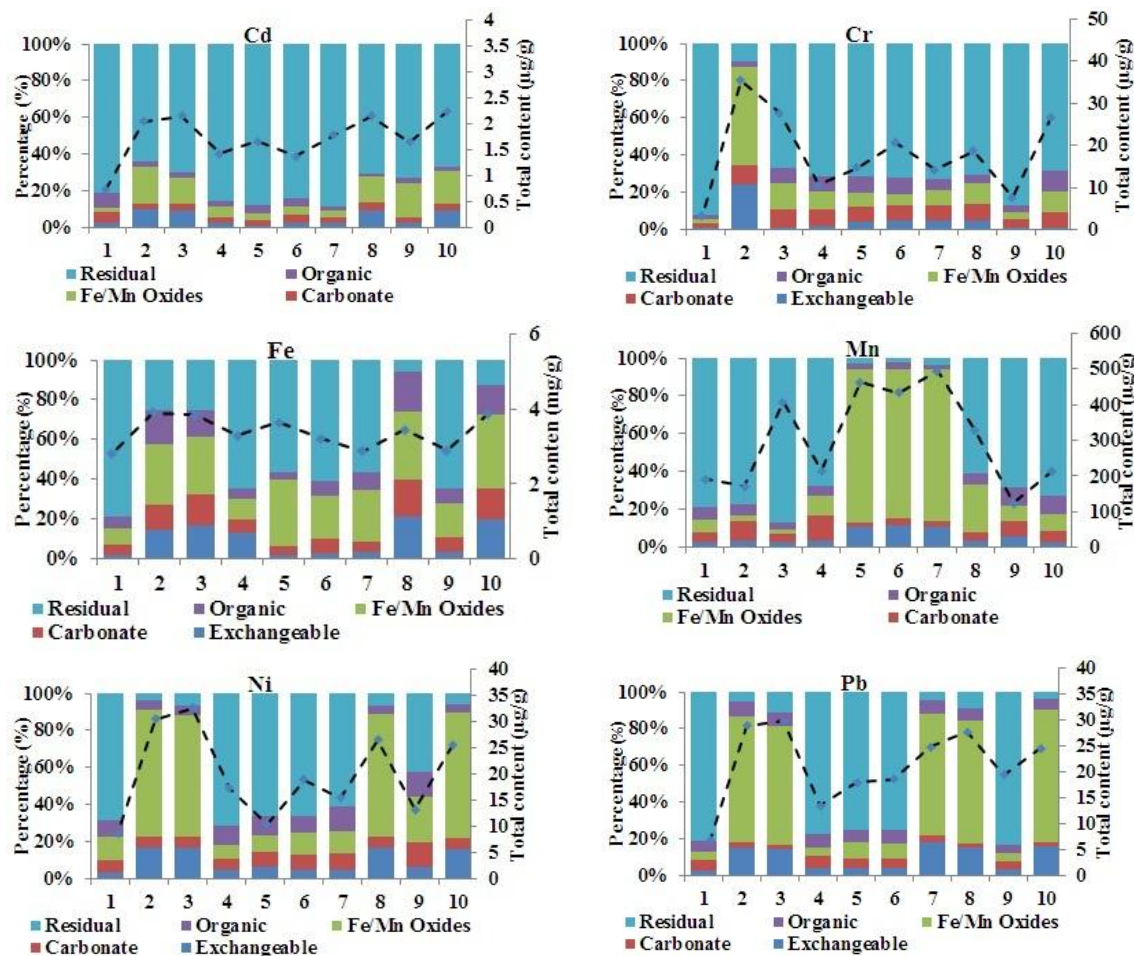 Cd
Percentage (%)
100%
80%
60%
40%
20%
0%
4
3.5
3
2.5
2
1.5
1
0.5
0
Total content (µg/g)
1 2 3 4 5 6 7 8 9 10
Residual Organic
Fe/Mn Oxides Carbonate
Cr
Percentage (%)
100%
80%
60%
40%
20%
0%
50
40
30
20
10
0
Total content (µg/g)
1 2 3 4 5 6 7 8 9 10
Residual Organic Fe/Mn Oxides
Carbonate Exchangeable
Fe
Percentage (%)
100%
80%
60%
40%
20%
0%
6
4
2
0
Total conten (mg/g)
1 2 3 4 5 6 7 8 9 10
Residual Organic Fe/Mn Oxides
Carbonate Exchangeable
Mn
Percentage (%)
100%
80%
60%
40%
20%
0%
600
500
400
300
200
100
0
Total content (µg/g)
1 2 3 4 5 6 7 8 9 10
Residual Organic
Fe/Mn Oxides Carbonate
Exchangeable
Ni
Percentage (%)
100%
80%
60%
40%
20%
0%
40
35
30
25
20
15
10
5
0
Total content (µg/g)
1 2 3 4 5 6 7 8 9 10
Residual Organic Fe/Mn Oxides
Carbonate Exchangeable
Pb
Percentage (%)
100%
80%
60%
40%
20%
0%
40
35
30
25
20
15
10
5
0
Total content (µg/g)
1 2 3 4 5 6 7 8 9 10
Residual Organic Fe/Mn Oxides
Carbonate Exchangeable